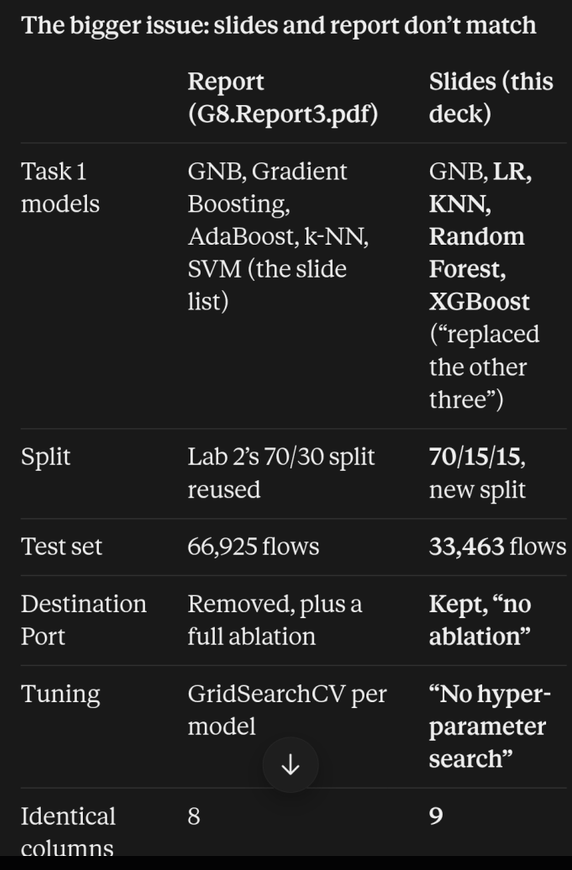 The bigger issue: slides and report don’t match
Report Slides (this
(G8.Report3.pdf) deck)
Task 1 GNB, Gradient GNB, LR,
models Boosting, KNN,
AdaBoost, k-NN, Random
SVM (the slide Forest,
list) XGBoost
(“replaced
the other
three”)
Split Lab 2’s 70/30 split 70/15/15,
reused new split
Test set 66,925 flows 33,463 flows
Destination Removed, plus a Kept, “no
Port full ablation ablation”
Tuning GridSearchCV per “No hyper-
model parameter
search”
Identical 8 9
columns